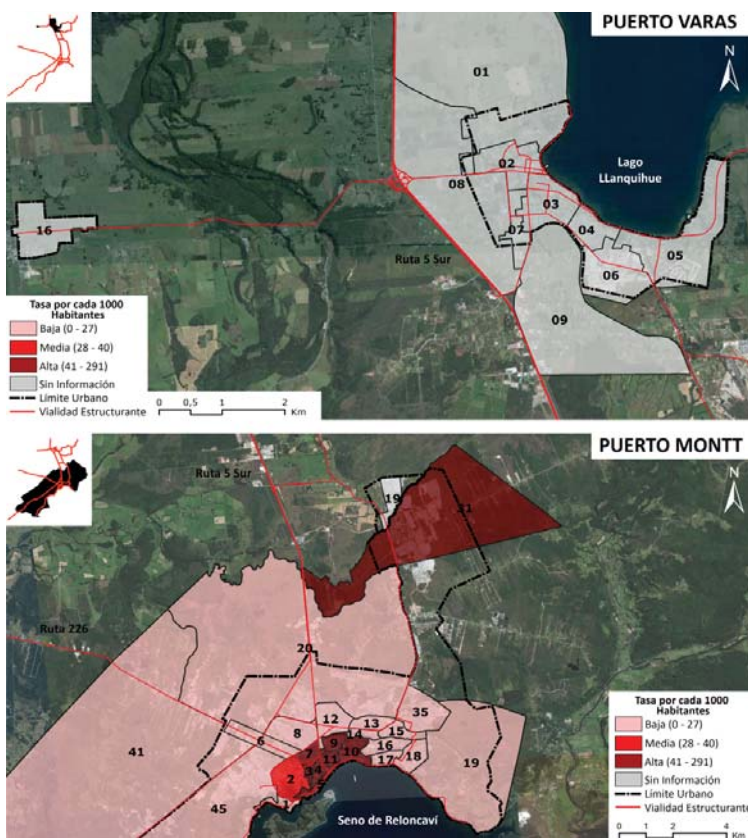 PUERTO VARAS
N
01
02
Lago
LLanquihue
08
03
16
07
04
05
Ruta 5 Sur
06
09
Tasa por cada 1000
Habitantes
Baja (0 - 27)
Media (28 - 40)
Alta (41 - 291)
Sin Información
Límite Urbano
Vialidad Estructurante
0 0,5 1 2
Km
PUERTO MONTT
N
Ruta 5 Sur
19
21
Ruta 226
20
35
12
13
6
8
14
15
41
9
7
16
10
11
17
18
19
2
34
45
1
Seno de Reloncaví
Tasa por cada 1000
Habitantes
Baja (0 - 27)
Media (28 - 40)
Alta (41 - 291)
Sin Información
Límite Urbano
Vialidad Estructurante
0 1 2 4
Km